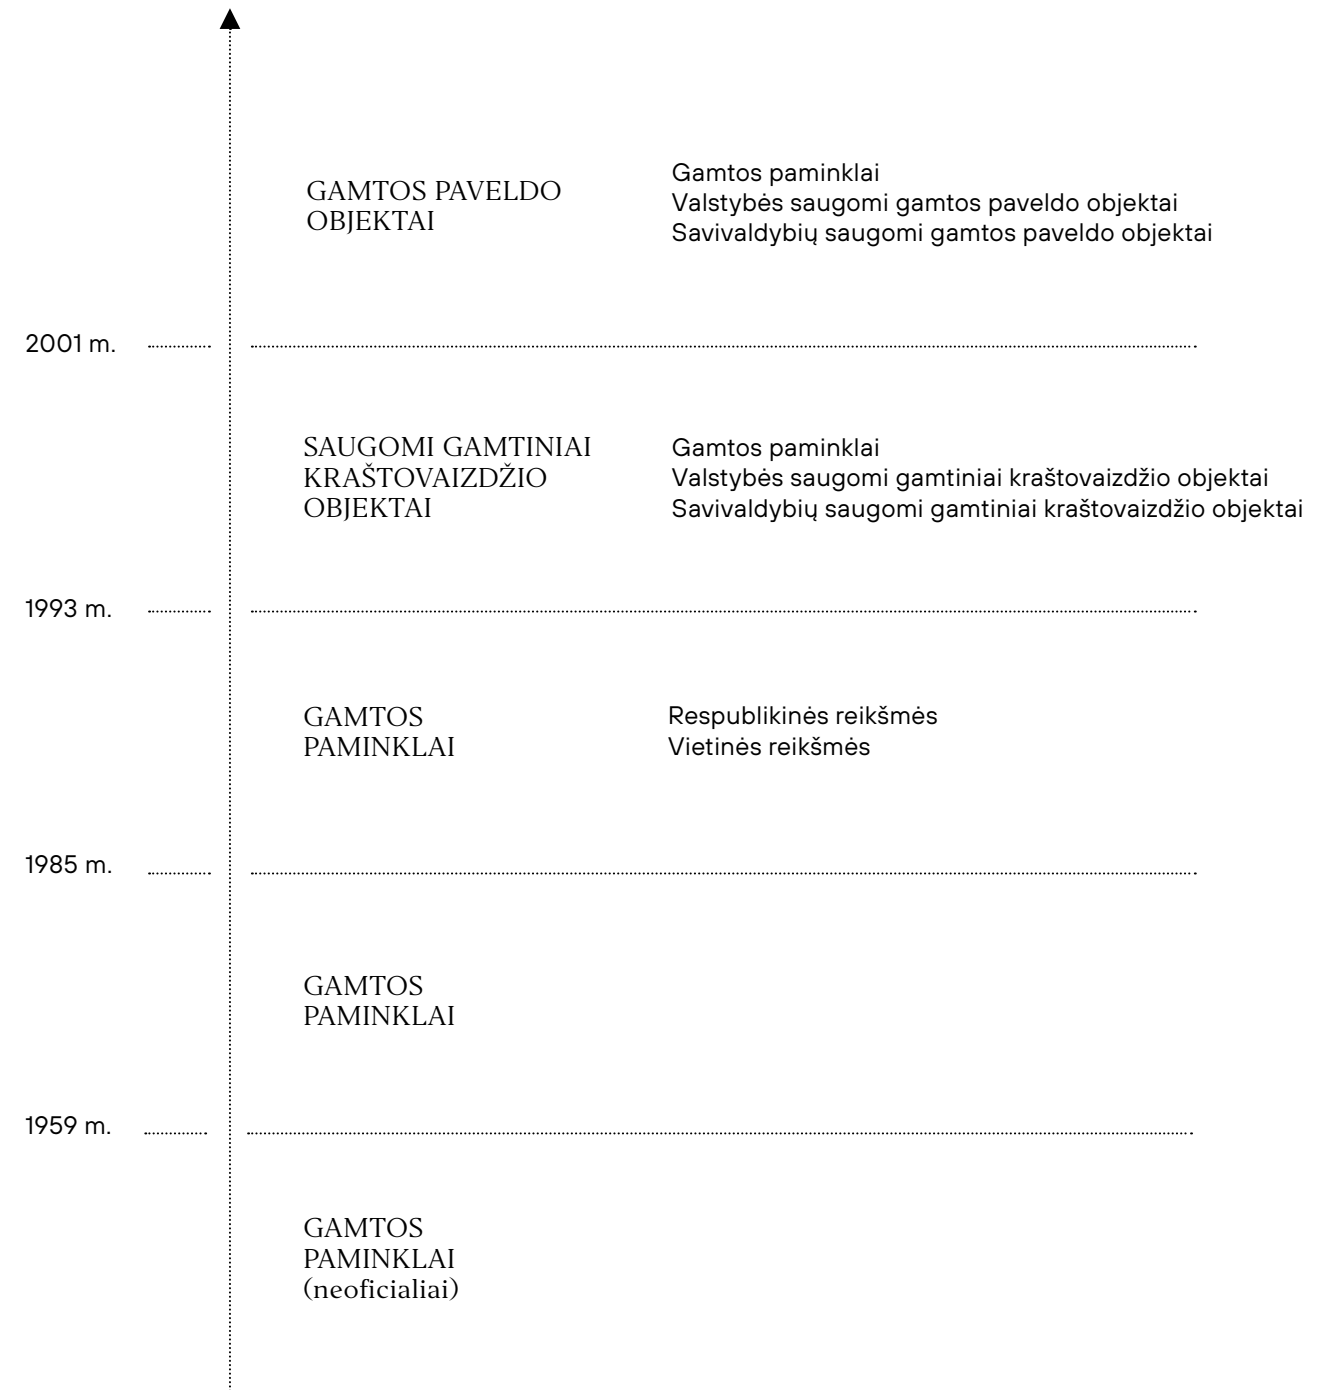 GAMTOS PAVELDO
OBJEKTAI
Gamtos paminklai
Valstybės saugomi gamtos paveldo objektai
Savivaldybių saugomi gamtos paveldo objektai
2001 m.
SAUGOMI GAMTINIAI
KRAŠTOVAIZDŽIO
OBJEKTAI
Gamtos paminklai
Valstybės saugomi gamtiniai kraštovaizdžio objektai
Savivaldybių saugomi gamtiniai kraštovaizdžio objektai
1993 m.
GAMTOS
PAMINKLAI
Respublikinės reikšmės
Vietinės reikšmės
1985 m.
GAMTOS
PAMINKLAI
1959 m.
GAMTOS
PAMINKLAI
(neoficialiai)